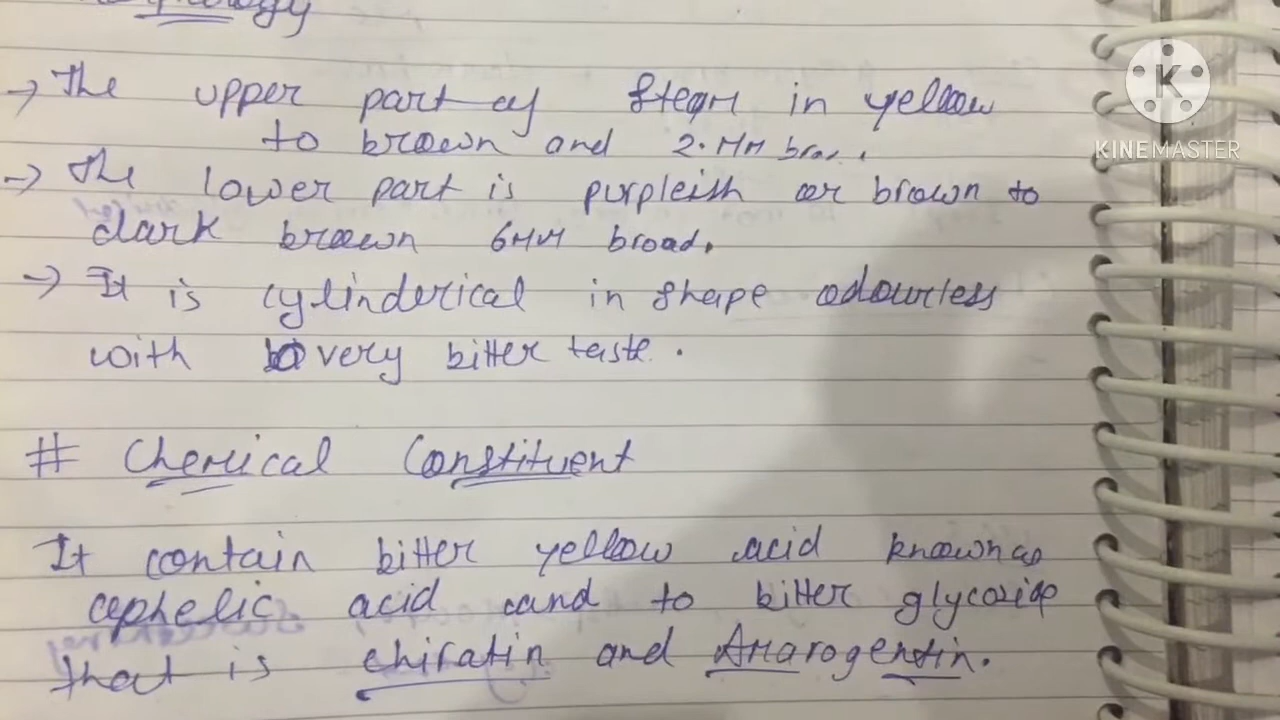 → The upper part of stem in yellow
to brown and 2.MM
→ The lower part is purpleish or brown to
dark brown 6MM broad.
→ It is cylinderical in shape odourless
with very bitter taste.
# Chemical Constituent
It contain bitter yellow acid known as
ophelic acid and to bitter glycoside
that is chiratin and Amarogentin.
K
KINEMASTER